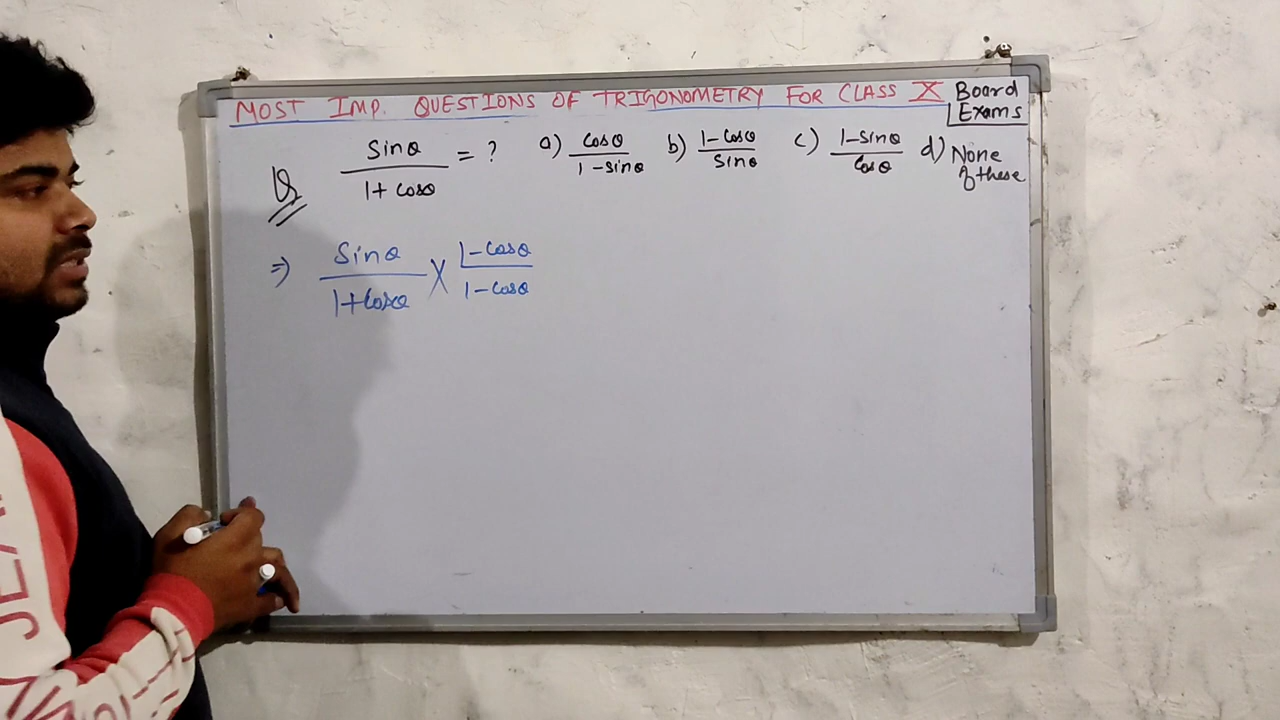 MOST IMP. QUESTIONS OF TRIGONOMETRY FOR CLASS X Board Exams
Q sinθ / 1 + cosθ = ? a) cosθ / 1 - sinθ b) 1 - cosθ / sinθ c) 1 - sinθ / cosθ d) None of these
⇒ sinθ / 1 + cosθ × 1 - cosθ / 1 - cosθ